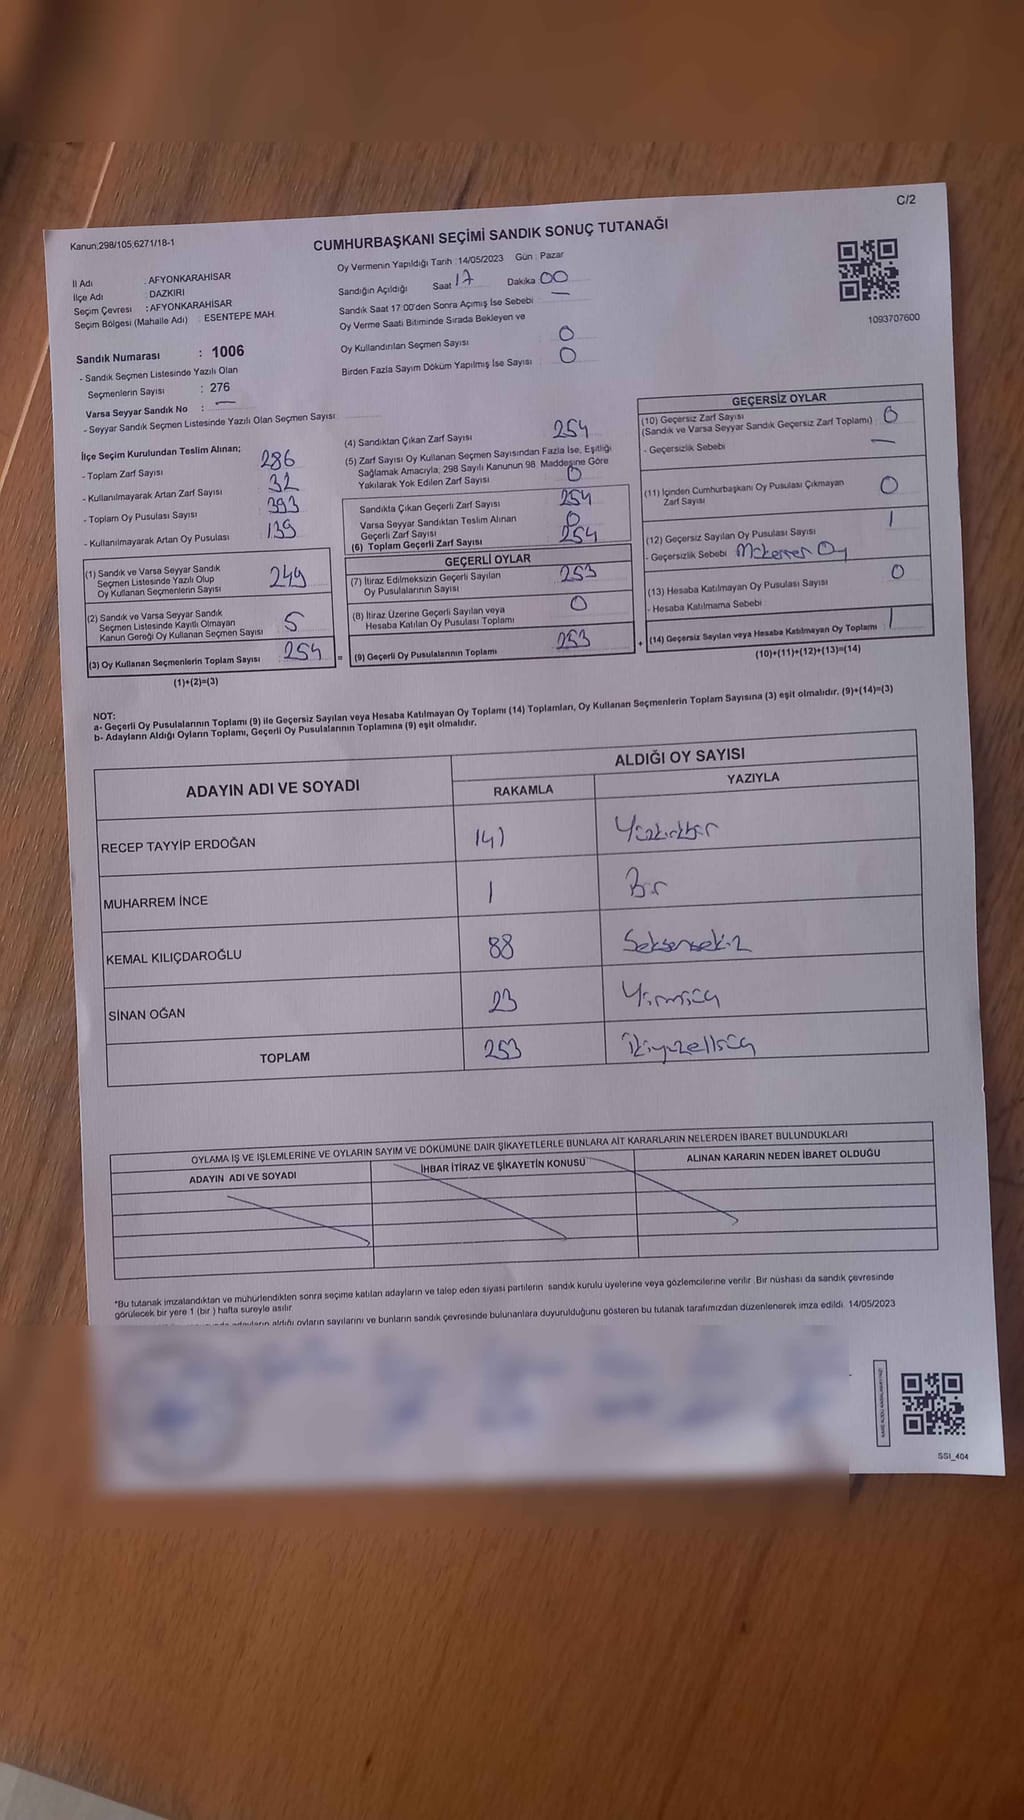 C/2
Kanun;298/105,6271/18-1
CUMHURBAŞKANI SEÇİMİ SANDIK SONUÇ TUTANAĞI
İl Adı : AFYONKARAHİSAR
İlçe Adı : DAZKIRI
Seçim Çevresi : AFYONKARAHİSAR
Seçim Bölgesi (Mahalle Adı) : ESENTEPE MAH.
Sandık Numarası : 1006
- Sandık Seçmen Listesinde Yazılı Olan
Seçmenlerin Sayısı : 276
Varsa Seyyar Sandık No : —
- Seyyar Sandık Seçmen Listesinde Yazılı Olan Seçmen Sayısı:
Oy Vermenin Yapıldığı Tarih : 14/05/2023 Gün : Pazar
Sandığın Açıldığı Saat 17 Dakika 00
Sandık Saat 17:00'den Sonra Açımış İse Sebebi —
Oy Verme Saati Bitiminde Sırada Bekleyen ve
Oy Kullandırılan Seçmen Sayısı 0
Birden Fazla Sayım Döküm Yapılmış İse Sayısı 0
1093707600
İlçe Seçim Kurulundan Teslim Alınan;
- Toplam Zarf Sayısı 286
- Kullanılmayarak Artan Zarf Sayısı 32
- Toplam Oy Pusulası Sayısı 393
- Kullanılmayarak Artan Oy Pusulası 139
(1) Sandık ve Varsa Seyyar Sandık
Seçmen Listesinde Yazılı Olup
Oy Kullanan Seçmenlerin Sayısı 249
(2) Sandık ve Varsa Seyyar Sandık
Seçmen Listesinde Kayıtlı Olmayan
Kanun Gereği Oy Kullanan Seçmen Sayısı 5
(3) Oy Kullanan Seçmenlerin Toplam Sayısı 254 =
(1)+(2)=(3)
(4) Sandıktan Çıkan Zarf Sayısı 254
(5) Zarf Sayısı Oy Kullanan Seçmen Sayısından Fazla İse, Eşitliği
Sağlamak Amacıyla, 298 Sayılı Kanunun 98. Maddesine Göre
Yakılarak Yok Edilen Zarf Sayısı 0
Sandıkta Çıkan Geçerli Zarf Sayısı 254
Varsa Seyyar Sandıktan Teslim Alınan
Geçerli Zarf Sayısı 0
(6) Toplam Geçerli Zarf Sayısı 254
GEÇERLİ OYLAR
(7) İtiraz Edilmeksizin Geçerli Sayılan
Oy Pusulalarının Sayısı 253
(8) İtiraz Üzerine Geçerli Sayılan veya
Hesaba Katılan Oy Pusulası Toplamı 0
(9) Geçerli Oy Pusulalarının Toplamı 253 +
GEÇERSİZ OYLAR
(10) Geçersiz Zarf Sayısı
(Sandık ve Varsa Seyyar Sandık Geçersiz Zarf Toplamı) 0
- Geçersizlik Sebebi —
(11) İçinden Cumhurbaşkanı Oy Pusulası Çıkmayan
Zarf Sayısı 0
(12) Geçersiz Sayılan Oy Pusulası Sayısı 1
- Geçersizlik Sebebi Mükerrer Oy
(13) Hesaba Katılmayan Oy Pusulası Sayısı 0
- Hesaba Katılmama Sebebi
(14) Geçersiz Sayılan veya Hesaba Katılmayan Oy Toplamı 1
(10)+(11)+(12)+(13)=(14)
NOT:
a- Geçerli Oy Pusulalarının Toplamı (9) ile Geçersiz Sayılan veya Hesaba Katılmayan Oy Toplamı (14) Toplamları, Oy Kullanan Seçmenlerin Toplam Sayısına (3) eşit olmalıdır. (9)+(14)=(3)
b- Adayların Aldığı Oyların Toplamı, Geçerli Oy Pusulalarının Toplamına (9) eşit olmalıdır.
ADAYIN ADI VE SOYADI
ALDIĞI OY SAYISI
RAKAMLA YAZIYLA
RECEP TAYYİP ERDOĞAN 141 Yüzkırkbir
MUHARREM İNCE 1 Bir
KEMAL KILIÇDAROĞLU 88 Seksensekiz
SİNAN OĞAN 23 Yirmiüç
TOPLAM 253 İkiyüzelliüç
OYLAMA İŞ VE İŞLEMLERİNE VE OYLARIN SAYIM VE DÖKÜMÜNE DAİR ŞİKAYETLERLE BUNLARA AİT KARARLARIN NELERDEN İBARET BULUNDUKLARI
ADAYIN ADI VE SOYADI İHBAR İTİRAZ VE ŞİKAYETİN KONUSU ALINAN KARARIN NEDEN İBARET OLDUĞU
*Bu tutanak imzalandıktan ve mühürlendikten sonra seçime katılan adayların ve talep eden siyasi partilerin sandık kurulu üyelerine veya gözlemcilerine verilir. Bir nüshası da sandık çevresinde
görülecek bir yere 1 (bir) hafta süreyle asılır.
adayların aldığı oyların sayılarını ve bunların sandık çevresinde bulunanlara duyurulduğunu gösteren bu tutanak tarafımızdan düzenlenerek imza edildi. 14/05/2023
SSI_404